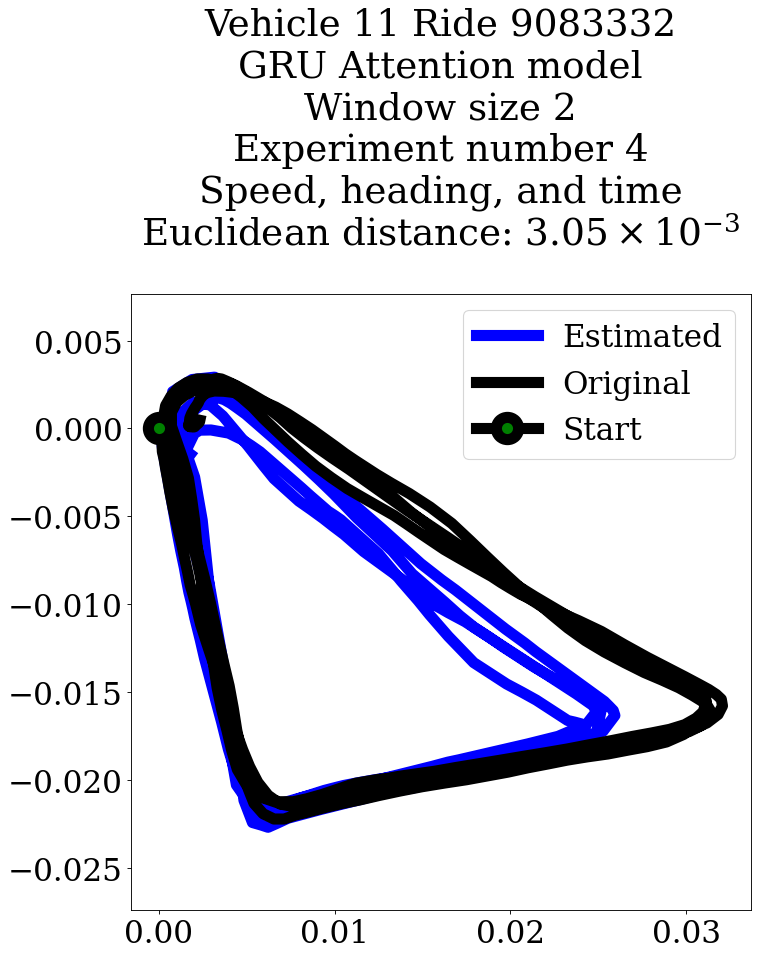 Vehicle 11 Ride 9083332
GRU Attention model
Window size 2
Experiment number 4
Speed, heading, and time
Euclidean distance: 3.05 × 10⁻³
Estimated
Original
Start
0.005
0.000
−0.005
−0.010
−0.015
−0.020
−0.025
0.00 0.01 0.02 0.03